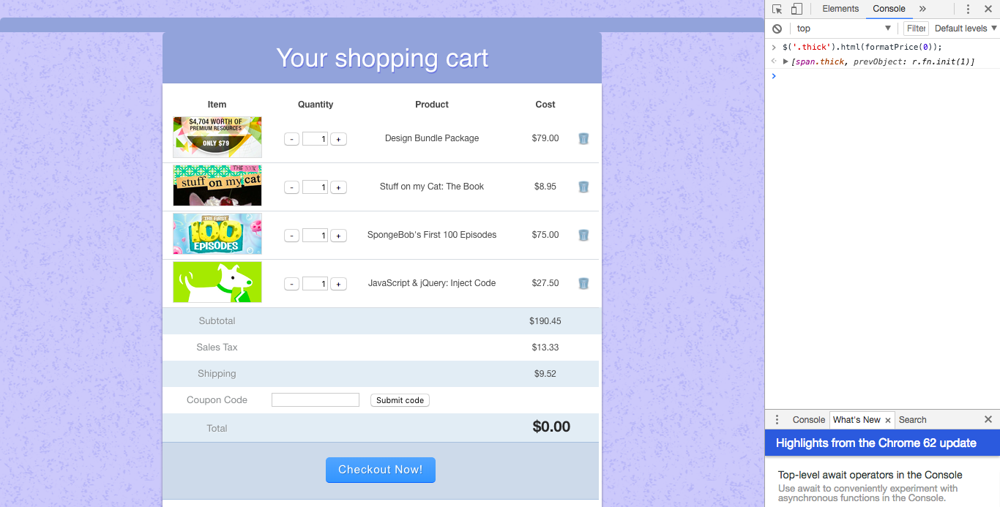 Your shopping cart
Item Quantity Product Cost
$4,704 WORTH OF
PREMIUM RESOURCES
ONLY $79
- 1 + Design Bundle Package $79.00
THE BOOK
stuff on my cat
- 1 + Stuff on my Cat: The Book $8.95
THE FIRST
100
EPISODES
- 1 + SpongeBob's First 100 Episodes $75.00
- 1 + JavaScript & jQuery: Inject Code $27.50
Subtotal $190.45
Sales Tax $13.33
Shipping $9.52
Coupon Code Submit code
Total $0.00
Checkout Now!
Elements Console »
top Filter Default levels
> $('.thick').html(formatPrice(0));
[span.thick, prevObject: r.fn.init(1)]
>
Console What's New × Search
Highlights from the Chrome 62 update
Top-level await operators in the Console
Use await to conveniently experiment with
asynchronous functions in the Console.